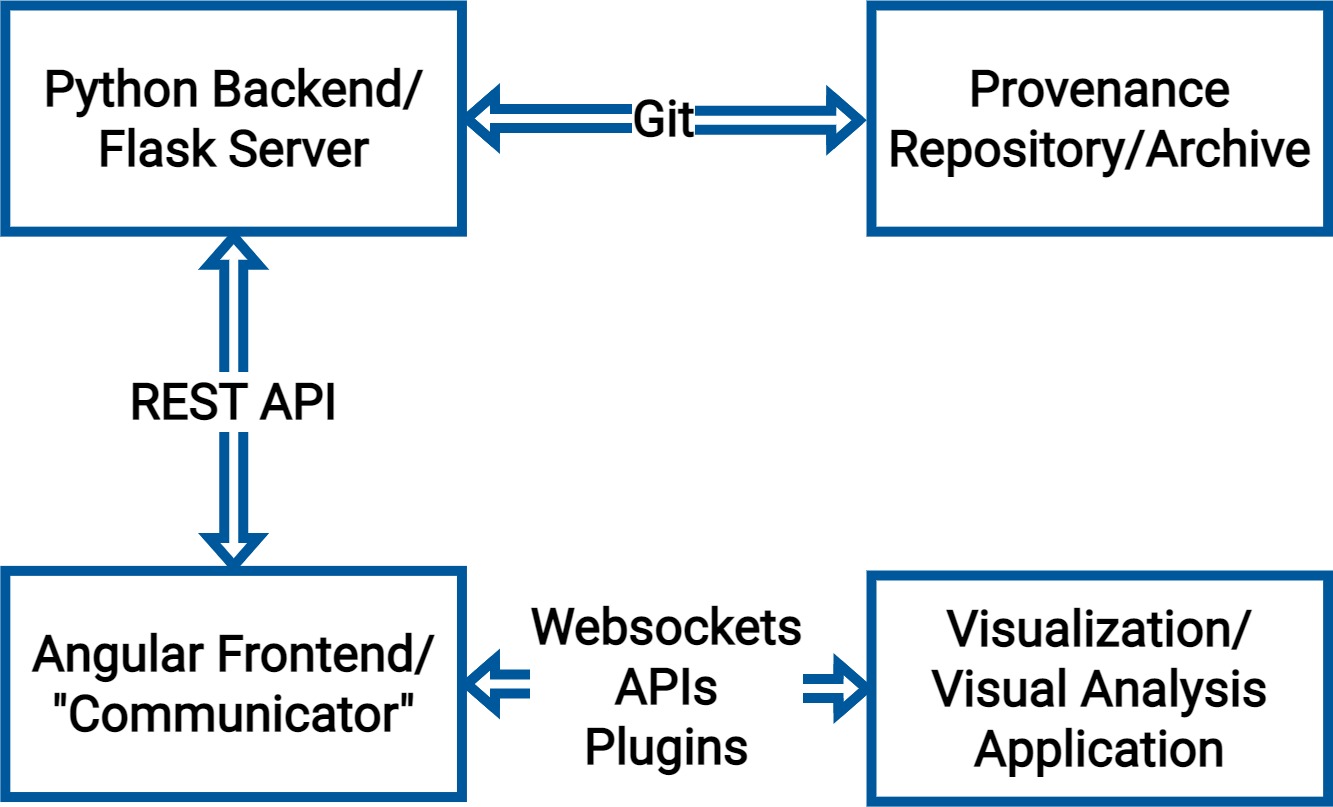 Python Backend/
Flask Server
Git
Provenance
Repository/Archive
REST API
Angular Frontend/
"Communicator"
Websockets
APIs
Plugins
Visualization/
Visual Analysis
Application